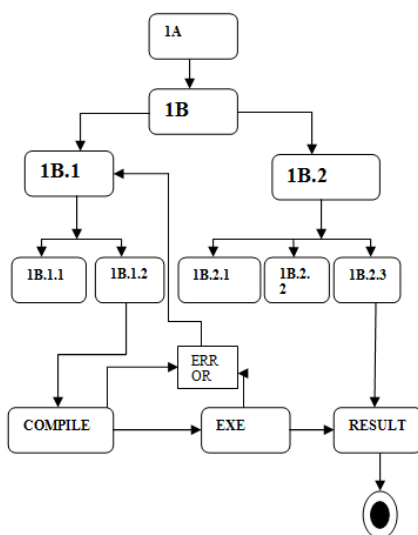 1A
1B
1B.1
1B.2
1B.1.1
1B.1.2
1B.2.1
1B.2.
2
1B.2.3
ERR
OR
COMPILE
EXE
RESULT